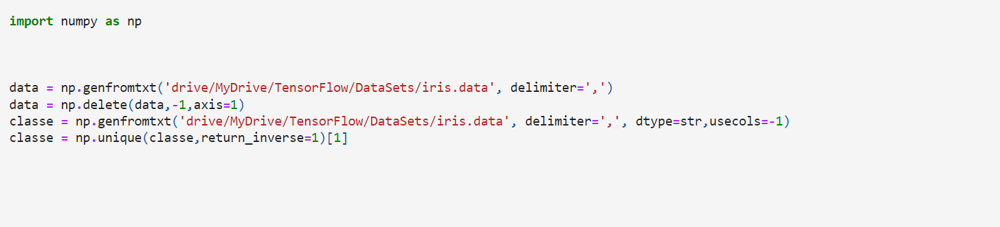 import numpy as np
data = np.genfromtxt('drive/MyDrive/TensorFlow/DataSets/iris.data', delimiter=',')
data = np.delete(data,-1,axis=1)
classe = np.genfromtxt('drive/MyDrive/TensorFlow/DataSets/iris.data', delimiter=',', dtype=str,usecols=-1)
classe = np.unique(classe,return_inverse=1)[1]